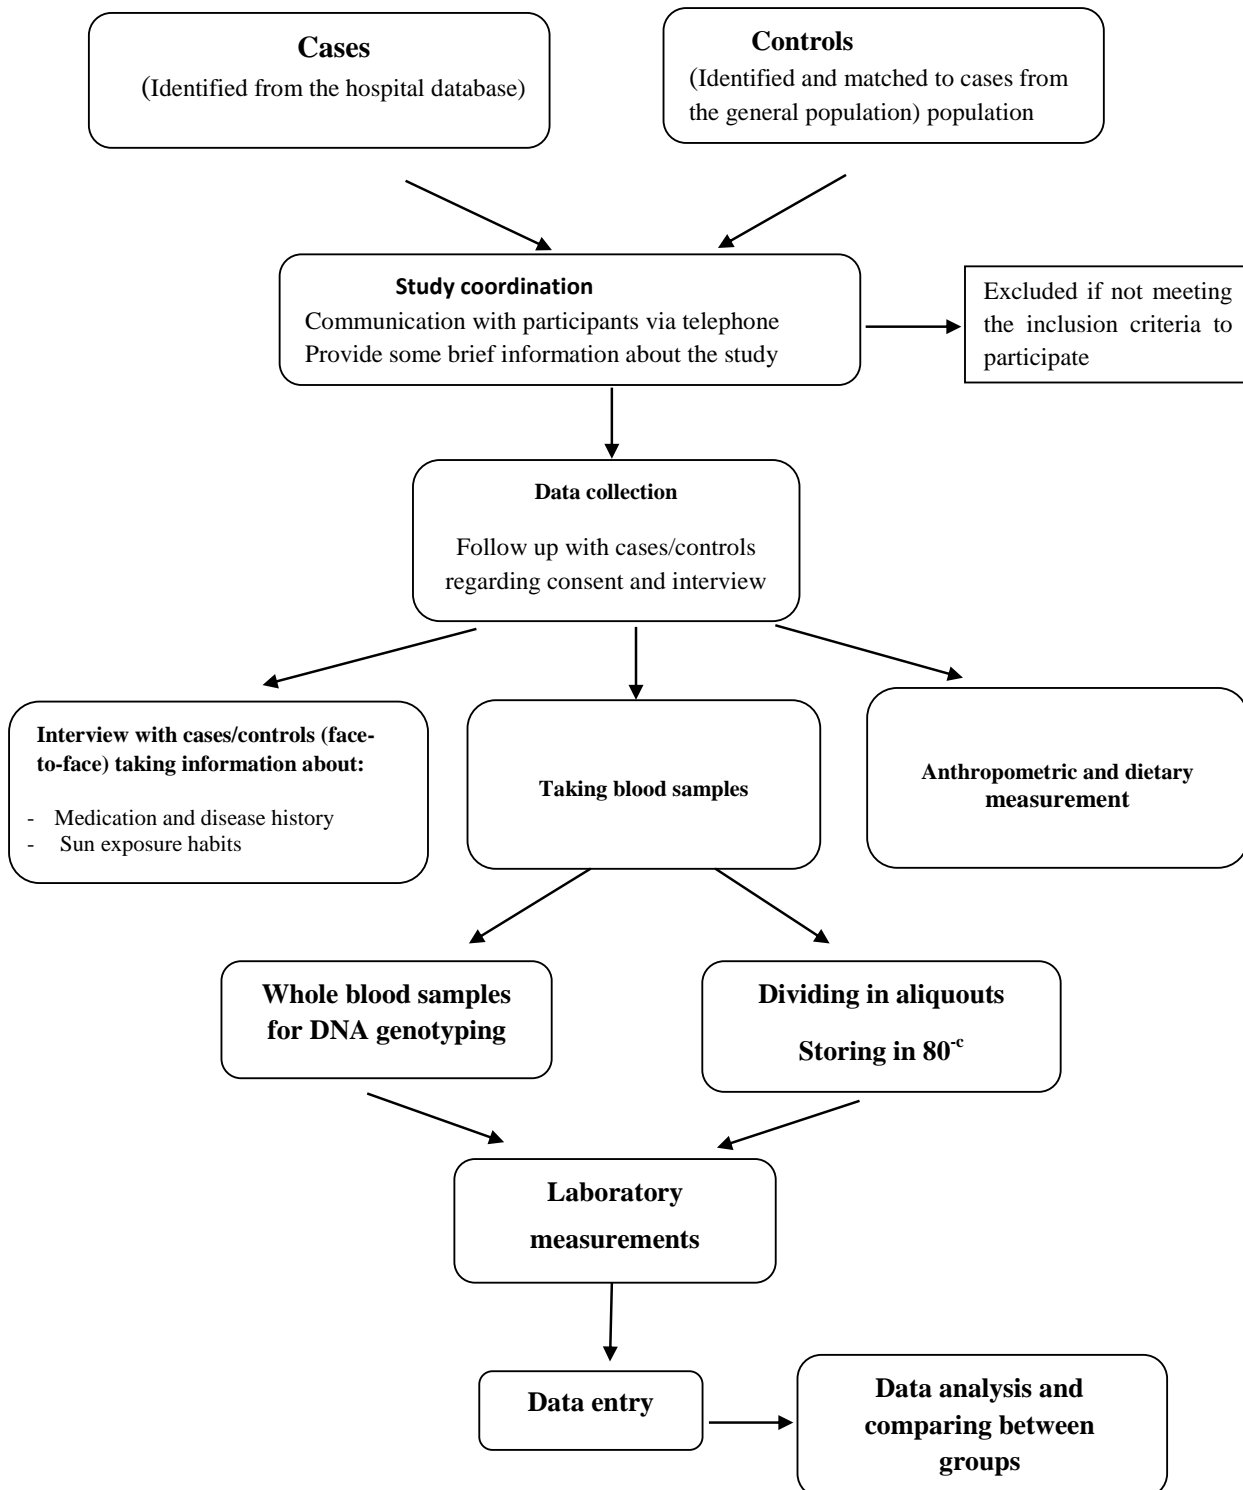 Cases
(Identified from the hospital database)
Controls
(Identified and matched to cases from
the general population) population
Study coordination
Communication with participants via telephone
Provide some brief information about the study
Excluded if not meeting
the inclusion criteria to
participate
Data collection
Follow up with cases/controls
regarding consent and interview
Interview with cases/controls (face-
to-face) taking information about:
- Medication and disease history
- Sun exposure habits
Taking blood samples
Anthropometric and dietary
measurement
Whole blood samples
for DNA genotyping
Dividing in aliquouts
Storing in 80⁻ᶜ
Laboratory
measurements
Data entry
Data analysis and
comparing between
groups